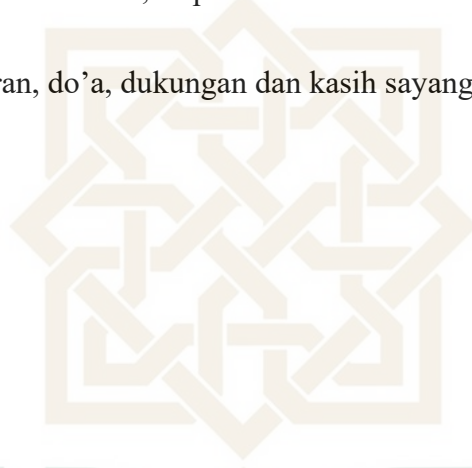 ran, do’a, dukungan dan kasih sayang